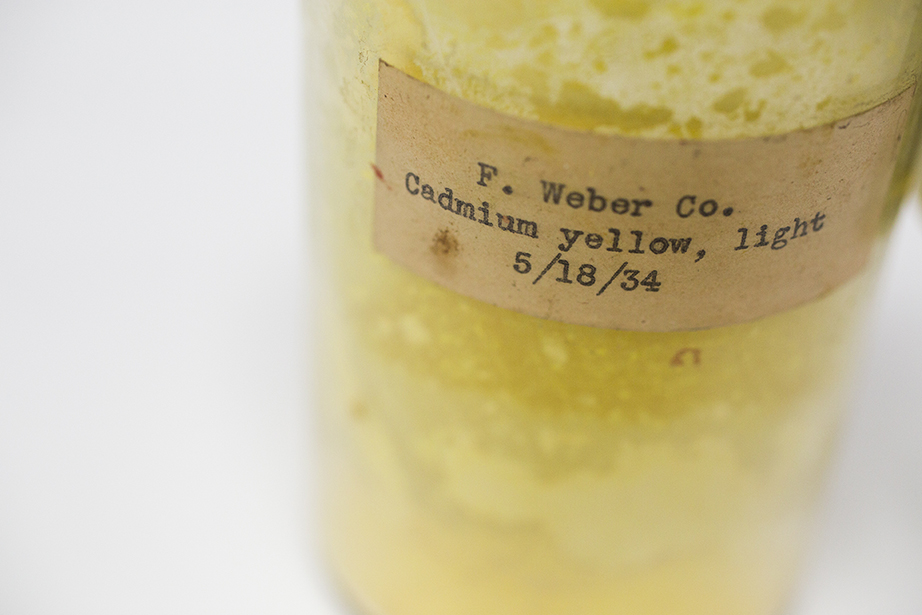 F. Weber Co.
Cadmium yellow, light
5/18/34